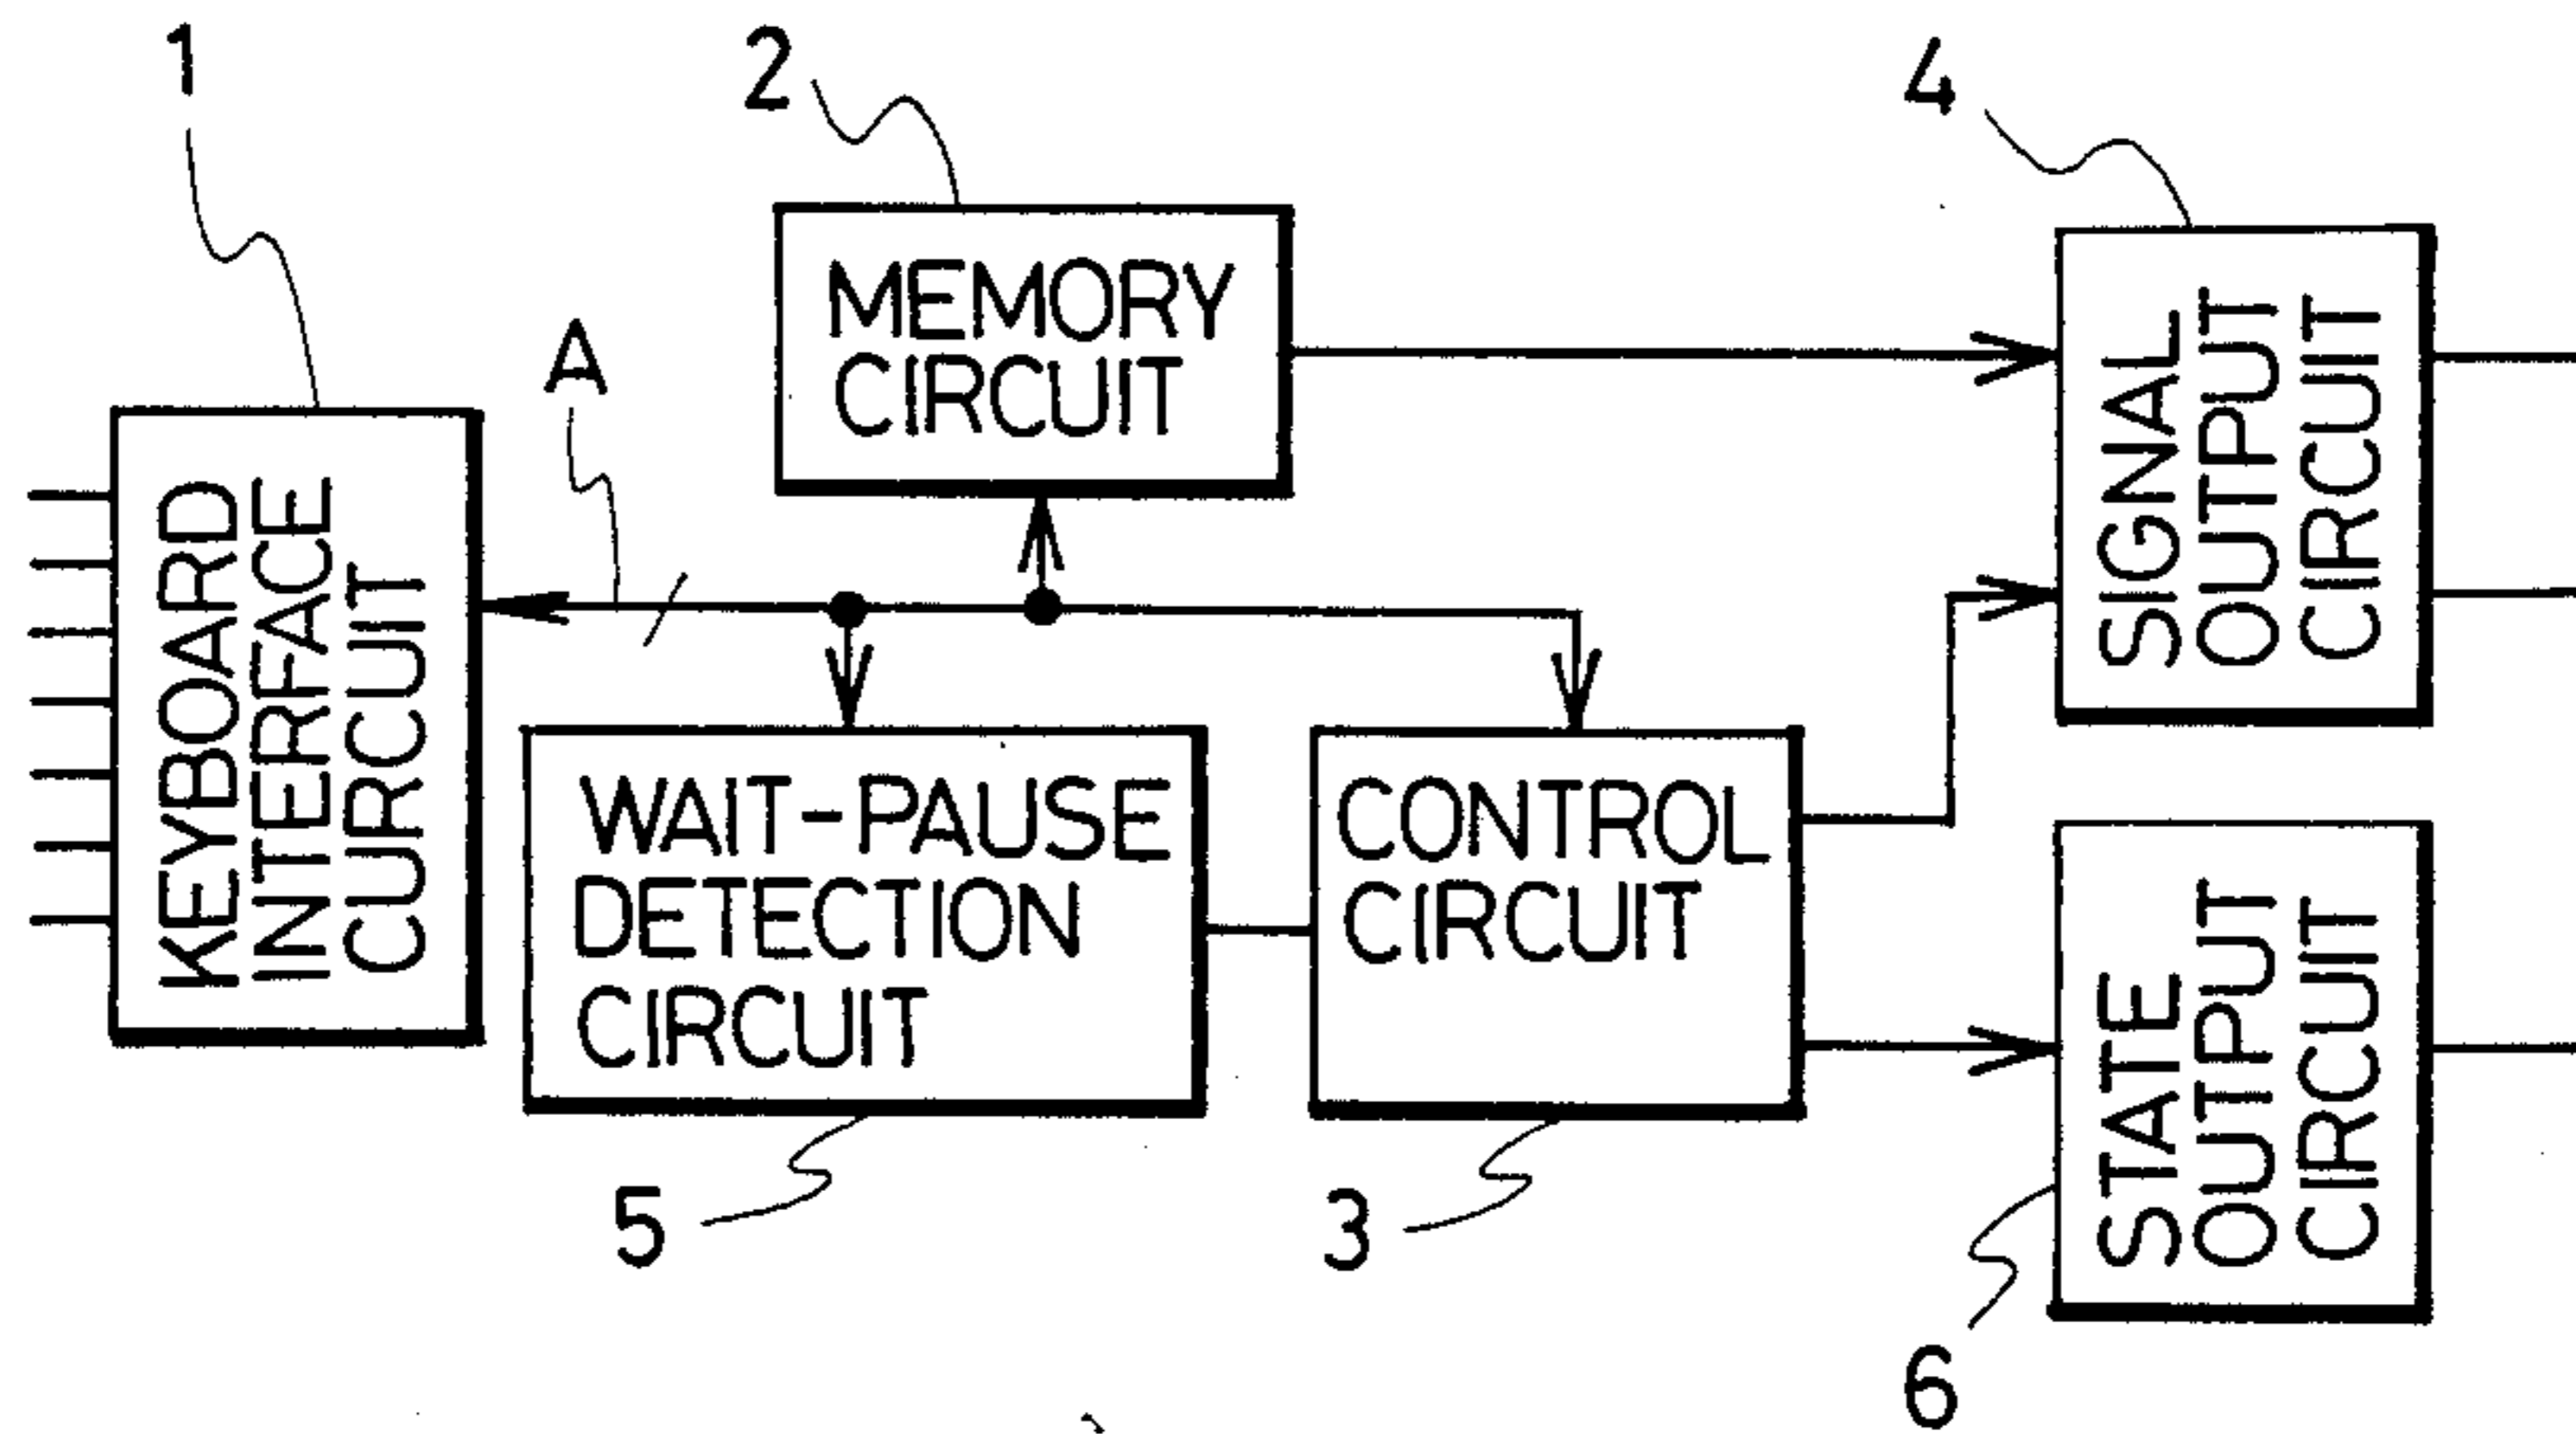 1
2
4
A
MEMORY
CIRCUIT
KEYBOARD
INTERFACE
CURCUIT
SIGNAL
OUTPUT
CIRCUIT
WAIT-PAUSE
DETECTION
CIRCUIT
CONTROL
CIRCUIT
STATE
OUTPUT
CIRCUIT
5
3
6